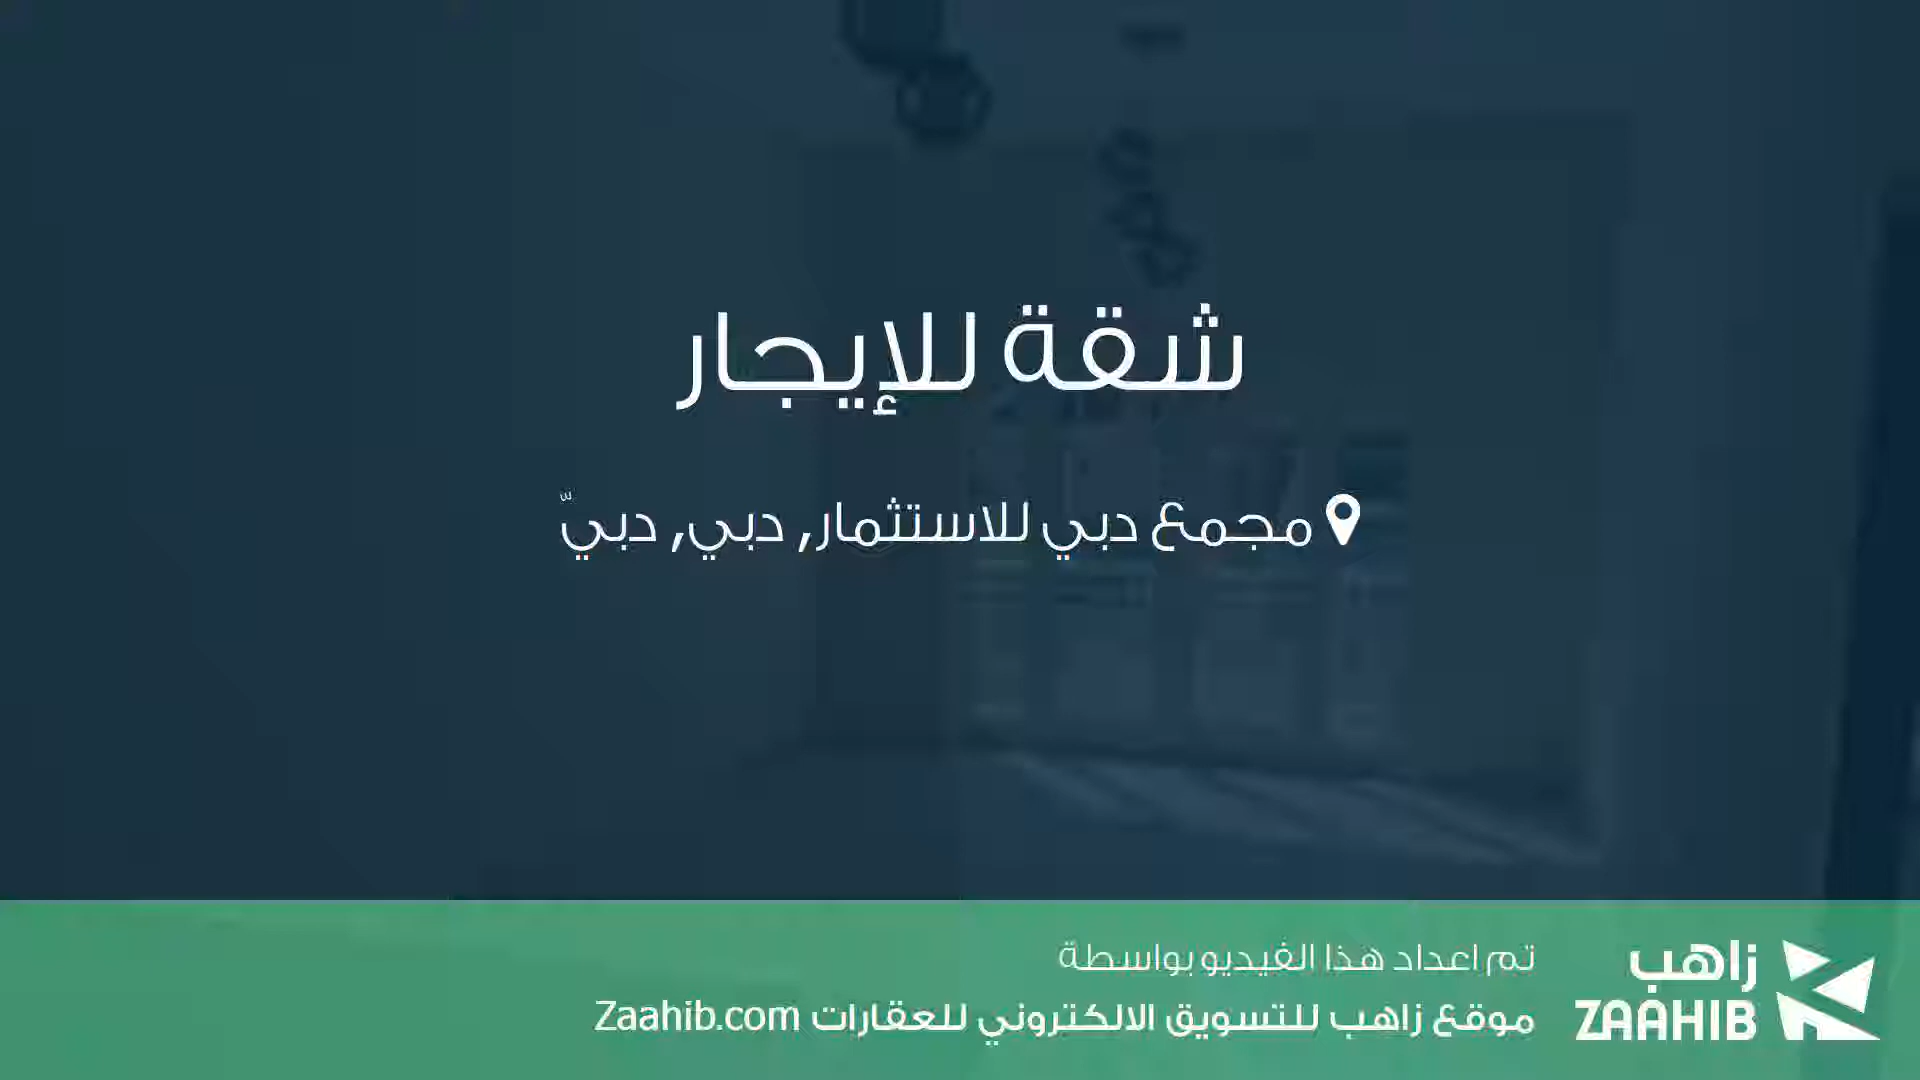 شقة للإيجار
مجمع دبي للاستثمار, دبي, دبيّ
تم اعداد هذا الفيديو بواسطة
موقع زاهب للتسويق الالكتروني للعقارات Zaahib.com
زاهب
ZAAHIB